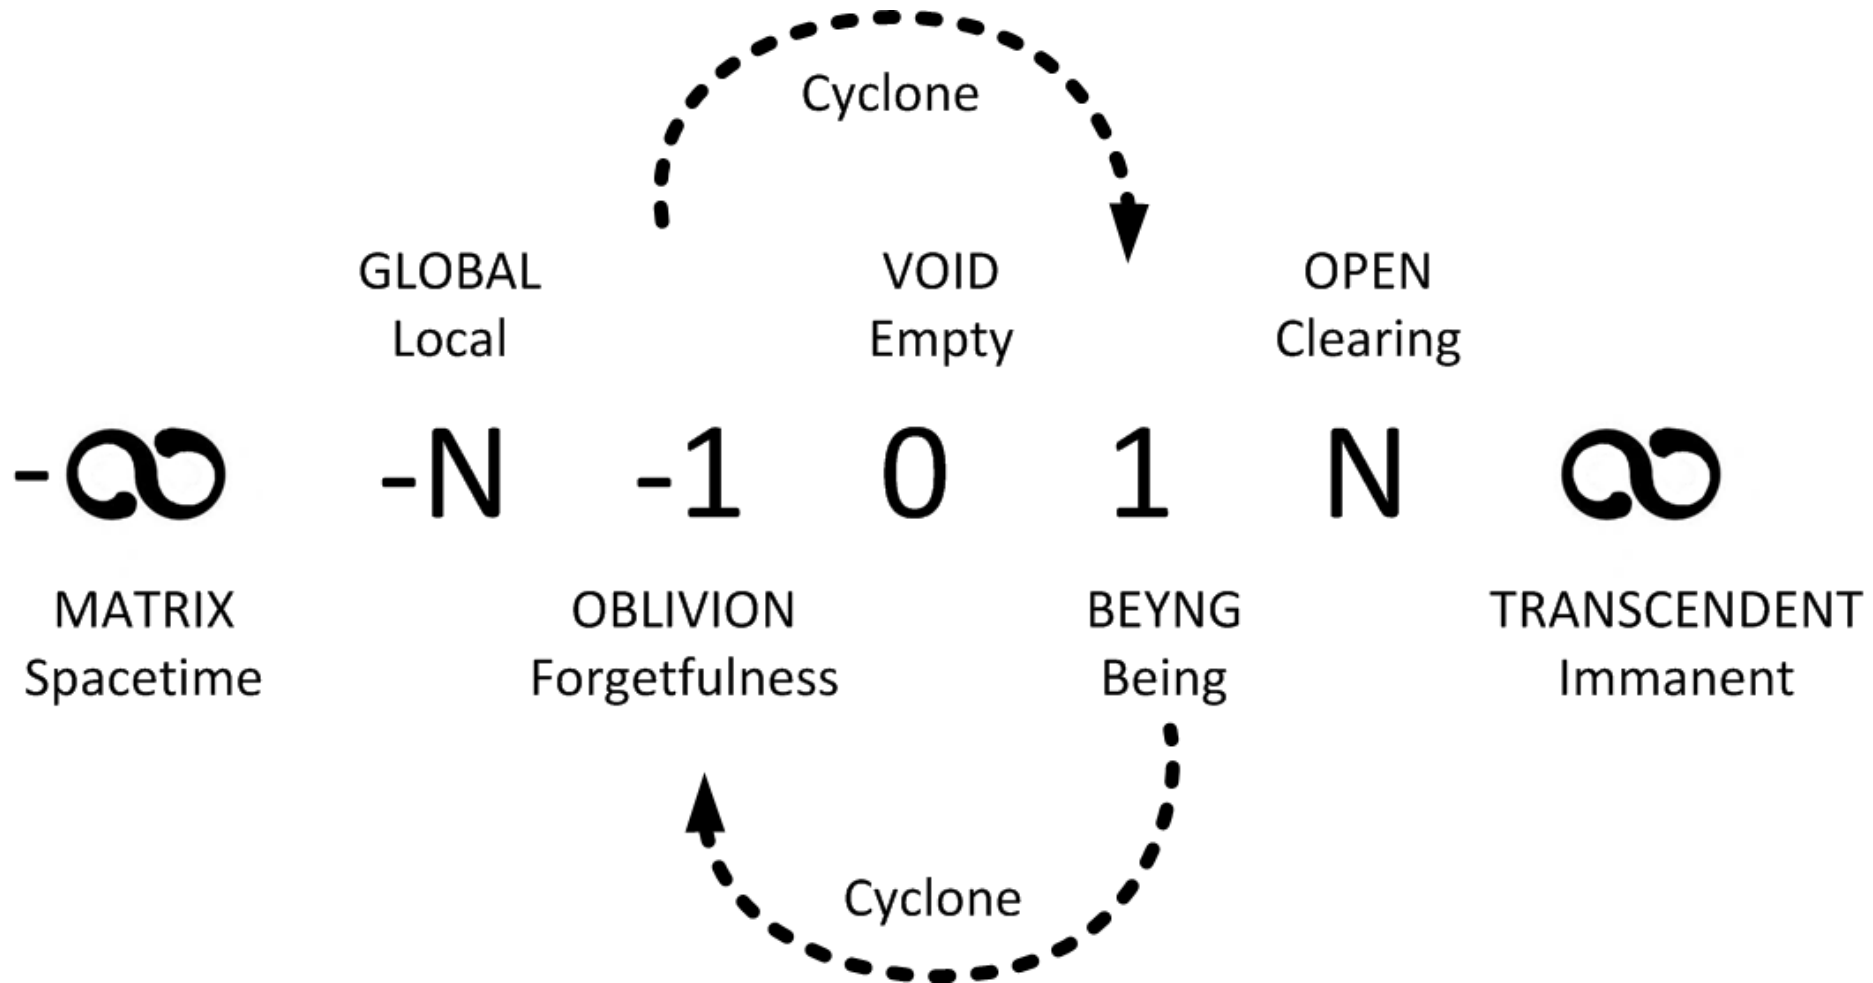 Cyclone
GLOBAL VOID OPEN
Local Empty Clearing
-∞ -N -1 0 1 N ∞
MATRIX OBLIVION BEYNG TRANSCENDENT
Spacetime Forgetfulness Being Immanent
Cyclone